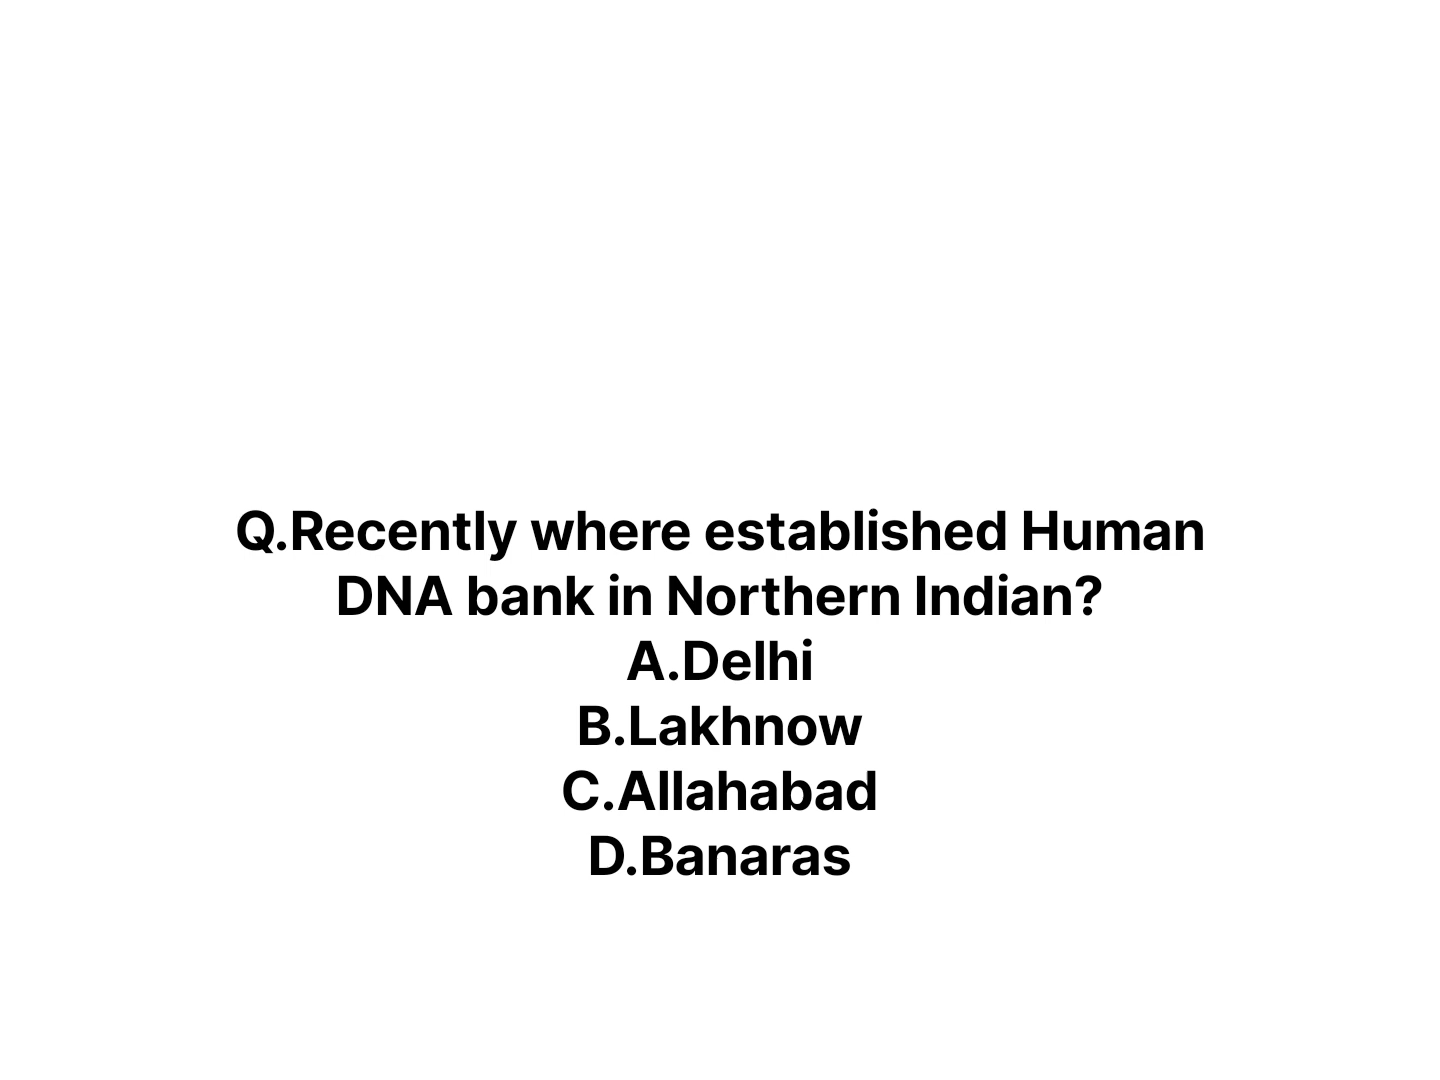 Q.Recently where established Human
DNA bank in Northern Indian?
A.Delhi
B.Lakhnow
C.Allahabad
D.Banaras